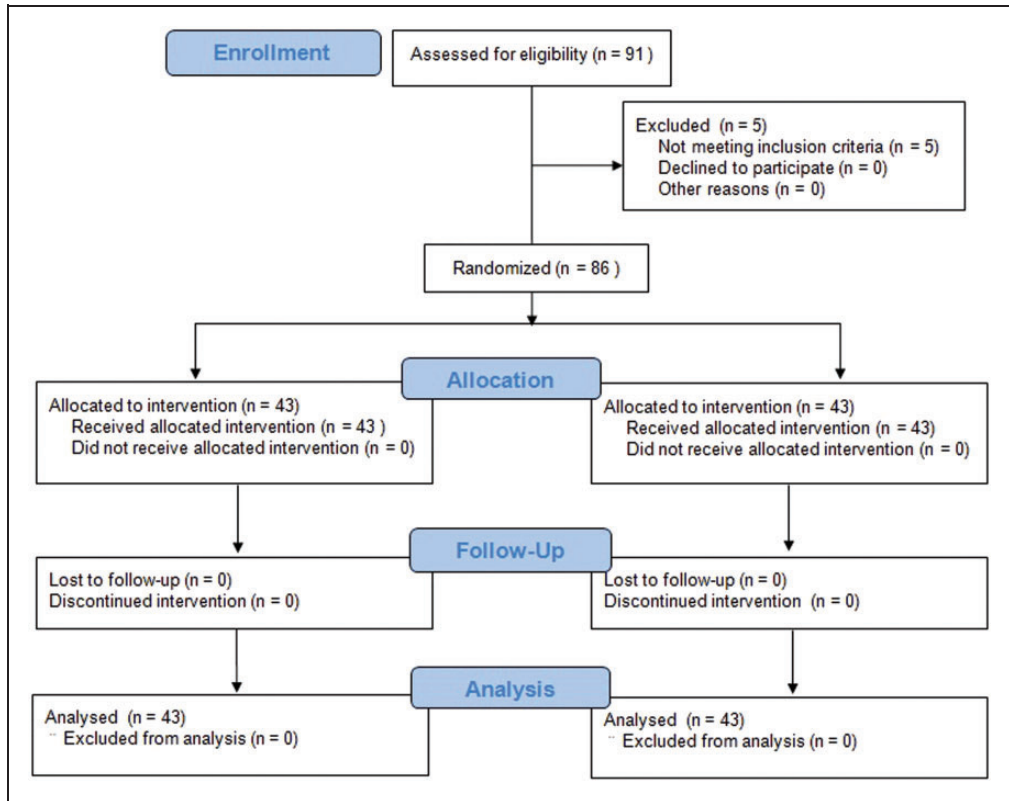 Enrollment
Assessed for eligibility (n = 91 )
Excluded (n = 5)
Not meeting inclusion criteria (n = 5)
Declined to participate (n = 0)
Other reasons (n = 0)
Randomized (n = 86 )
Allocation
Allocated to intervention (n = 43)
Received allocated intervention (n = 43 )
Did not receive allocated intervention (n = 0)
Allocated to intervention (n = 43)
Received allocated intervention (n = 43)
Did not receive allocated intervention (n = 0)
Follow-Up
Lost to follow-up (n = 0)
Discontinued intervention (n = 0)
Lost to follow-up (n = 0)
Discontinued intervention (n = 0)
Analysis
Analysed (n = 43)
¨ Excluded from analysis (n = 0)
Analysed (n = 43)
¨ Excluded from analysis (n = 0)